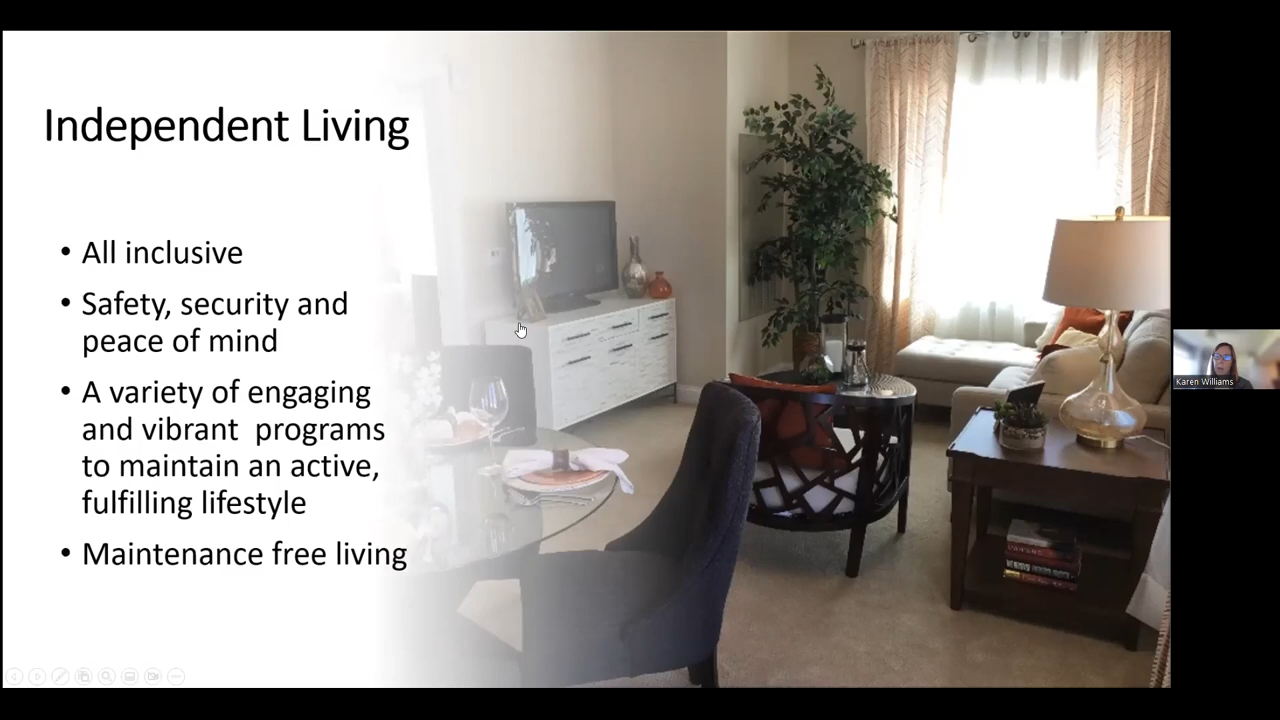 Independent Living
• All inclusive
• Safety, security and
peace of mind
• A variety of engaging
and vibrant  programs
to maintain an active,
fulfilling lifestyle
• Maintenance free living
Karen Williams